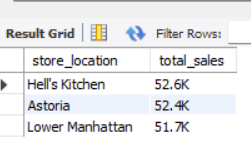 Result Grid Filter Rows:
store_location total_sales
Hell's Kitchen 52.6K
Astoria 52.4K
Lower Manhattan 51.7K